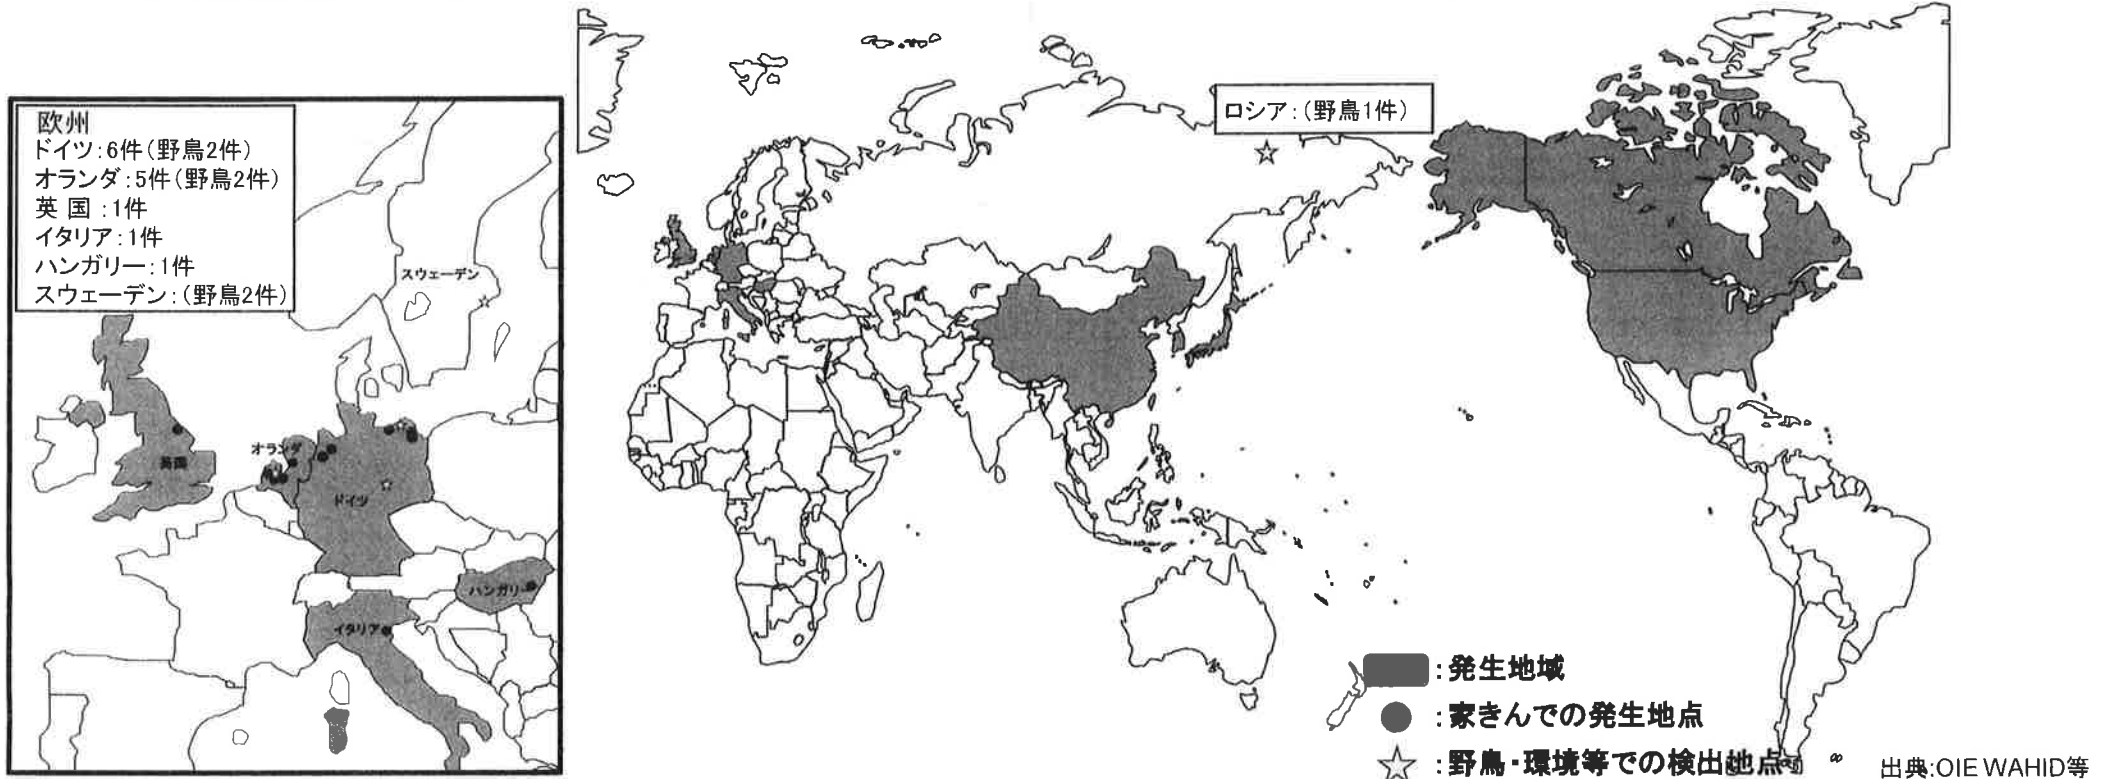 欧州
ドイツ:6件(野鳥2件)
オランダ:5件(野鳥2件)
英 国 :1件
イタリア:1件
ハンガリー:1件
スウェーデン:(野鳥2件)
スウェーデン
オランダ
英国
ドイツ
ハンガリー
イタリア
ロシア:(野鳥1件)
:発生地域
:家きんでの発生地点
:野鳥・環境等での検出地点
出典:OIE WAHID等